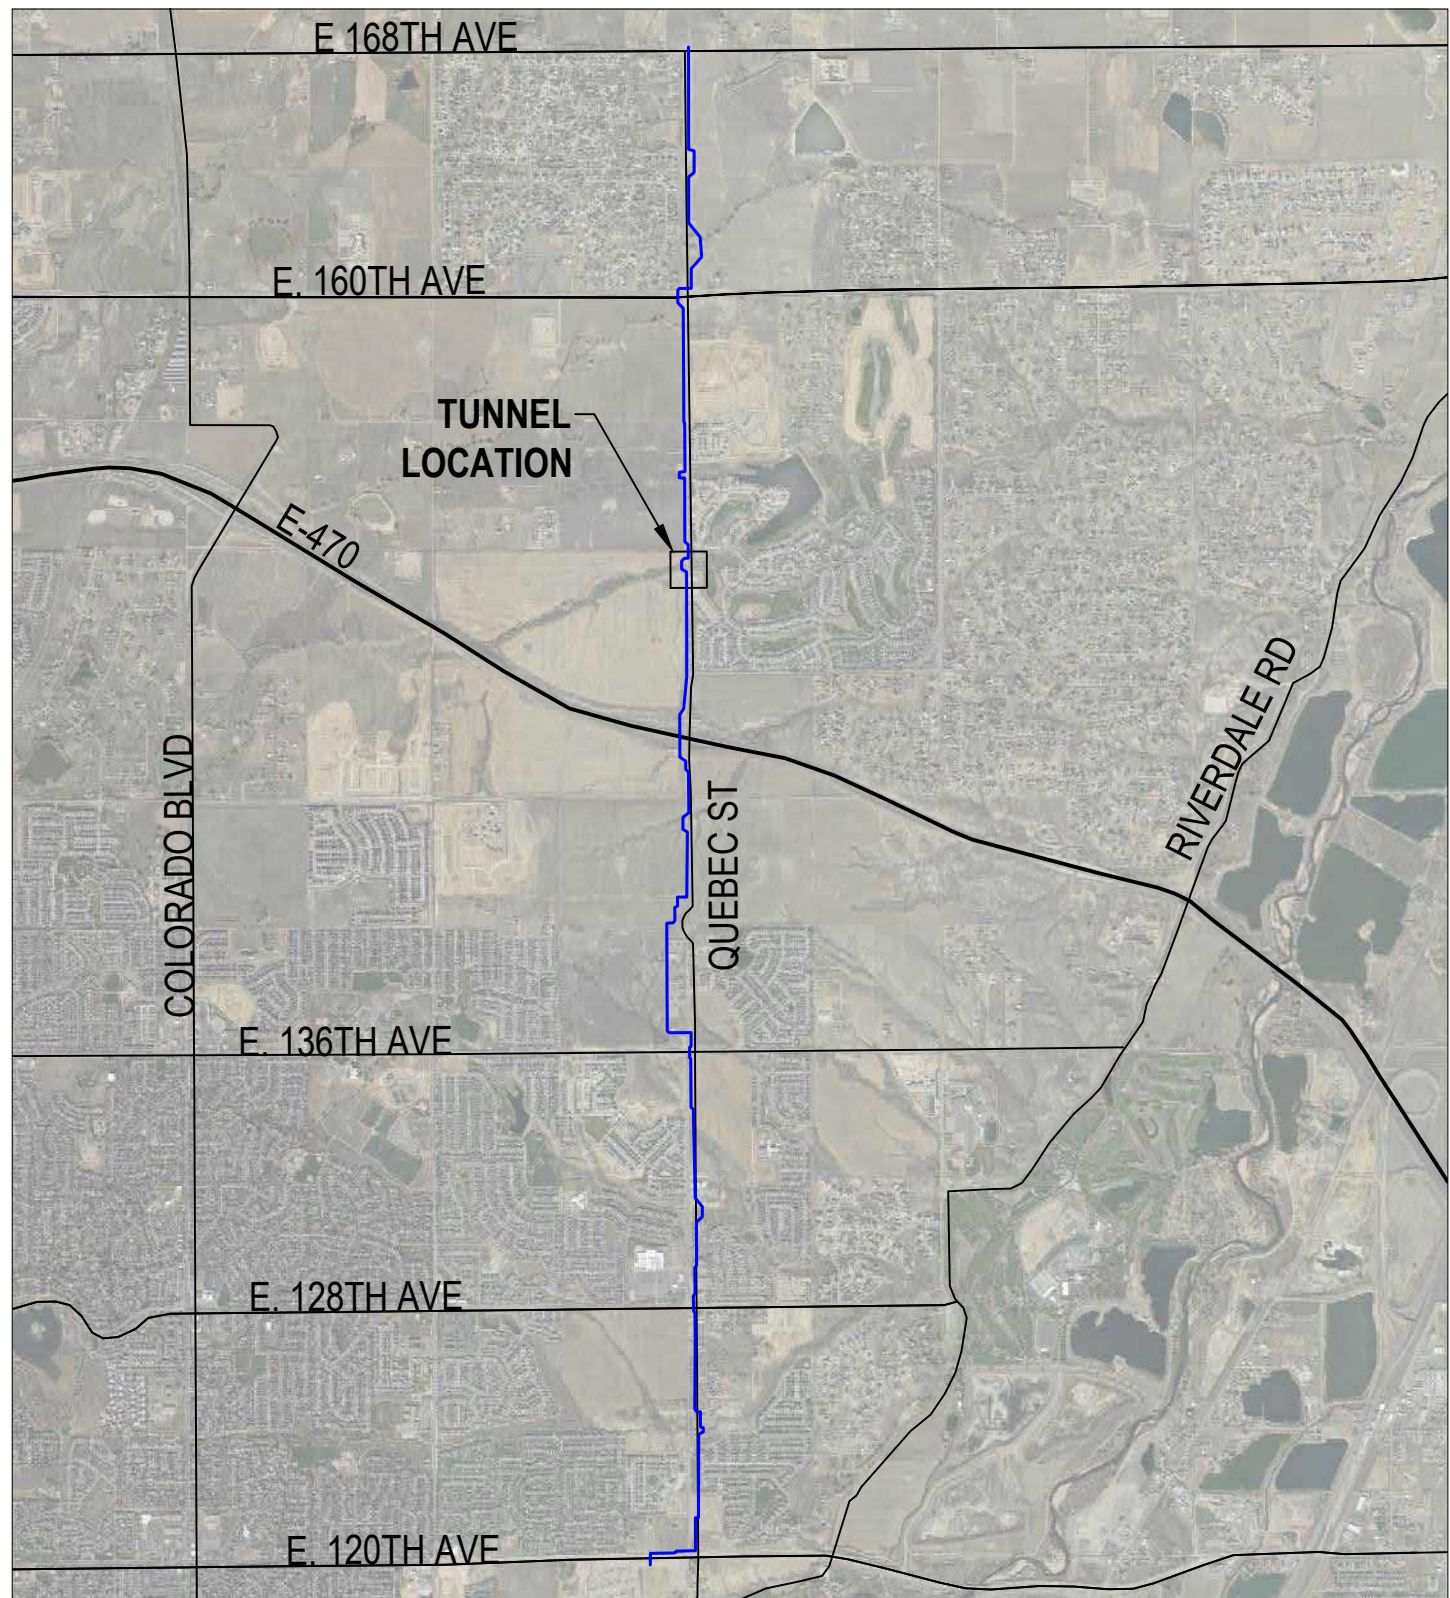 E 168TH AVE
E. 160TH AVE
TUNNEL
LOCATION
E-470
RIVERDALE RD
COLORADO BLVD
QUEBEC ST
E. 136TH AVE
E. 128TH AVE
E. 120TH AVE